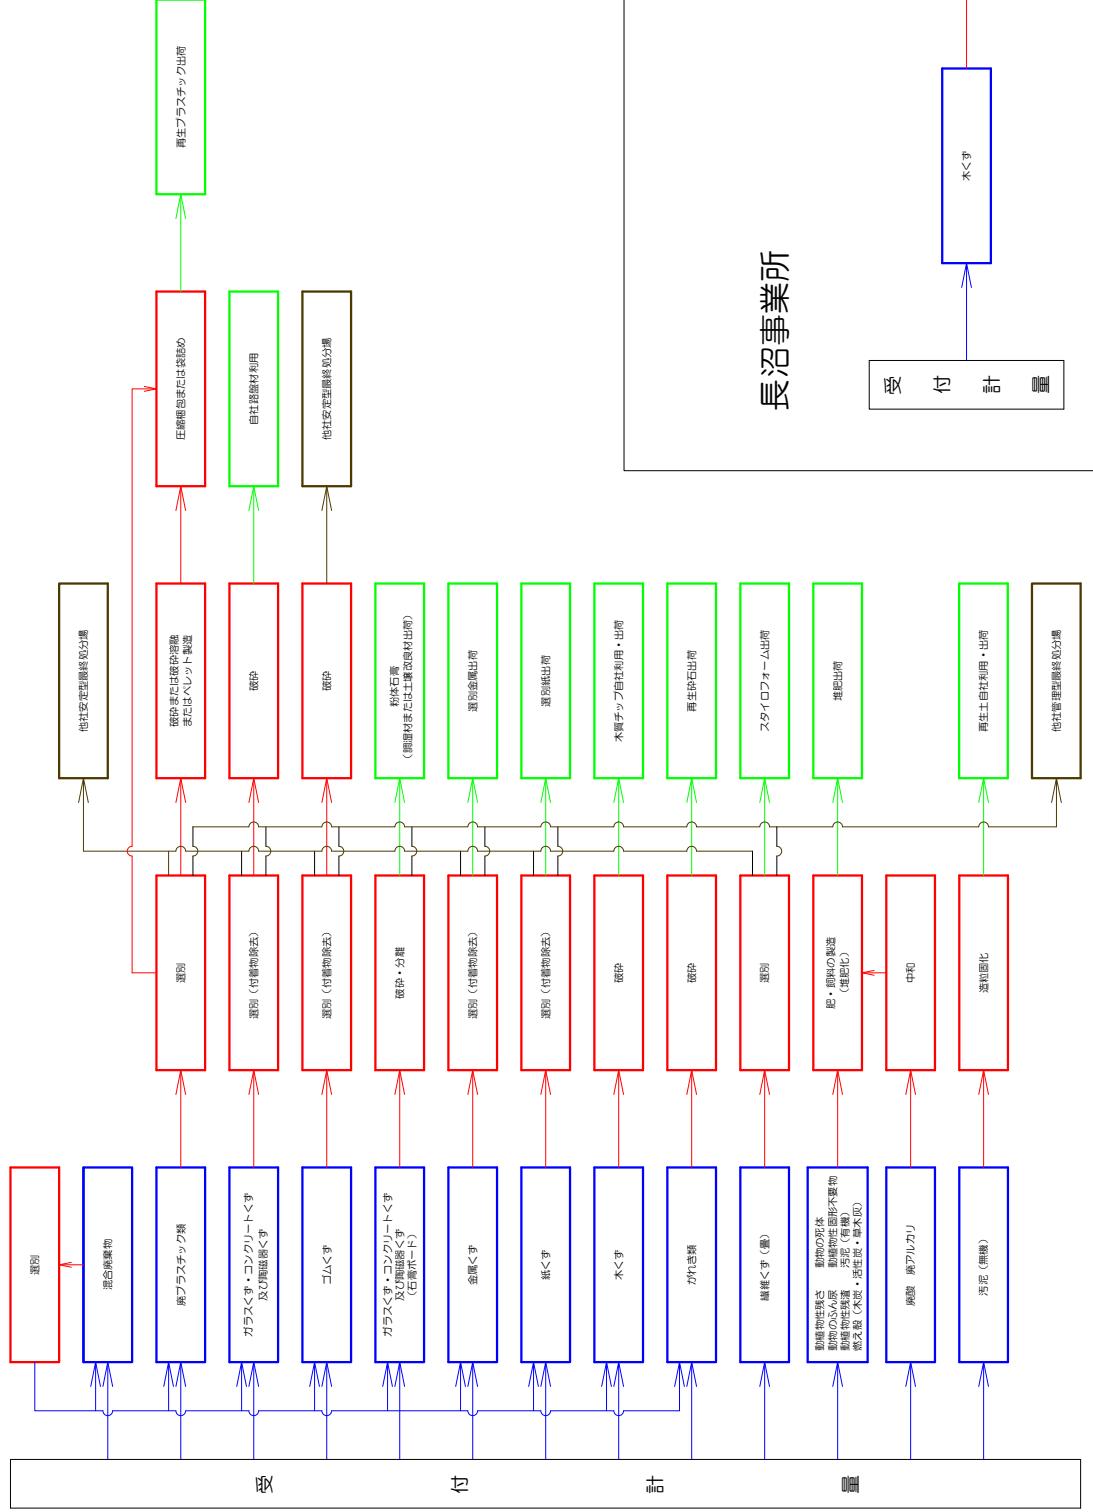 受付計量
選別
混合廃棄物
廃プラスチック類
選別
破砕または破砕溶融
またはペレット製造
圧縮梱包または袋詰め
再生プラスチック出荷
他社安定型最終処分場
ガラスくず・コンクリートくず
及び陶磁器くず
選別（付着物除去）
破砕
自社路盤材利用
ゴムくず
選別（付着物除去）
破砕
他社安定型最終処分場
ガラスくず・コンクリートくず
及び陶磁器くず
（石膏ボード）
破砕・分離
粉体石膏
（調湿材または土壌改良材出荷）
金属くず
選別（付着物除去）
選別金属出荷
紙くず
選別（付着物除去）
選別紙出荷
木くず
破砕
木質チップ自社利用・出荷
がれき類
破砕
再生砕石出荷
繊維くず（畳）
選別
スタイロフォーム出荷
動植物性残さ　動物の死体
動物のふん尿　動植物性固形不要物
動植物性残渣　汚泥（有機）
燃え殻（木炭・活性炭・草木灰）
肥・飼料の製造
（堆肥化）
堆肥出荷
廃酸　廃アルカリ
中和
汚泥（無機）
造粒固化
再生土自社利用・出荷
他社管理型最終処分場
長沼事業所
受付計量
木くず